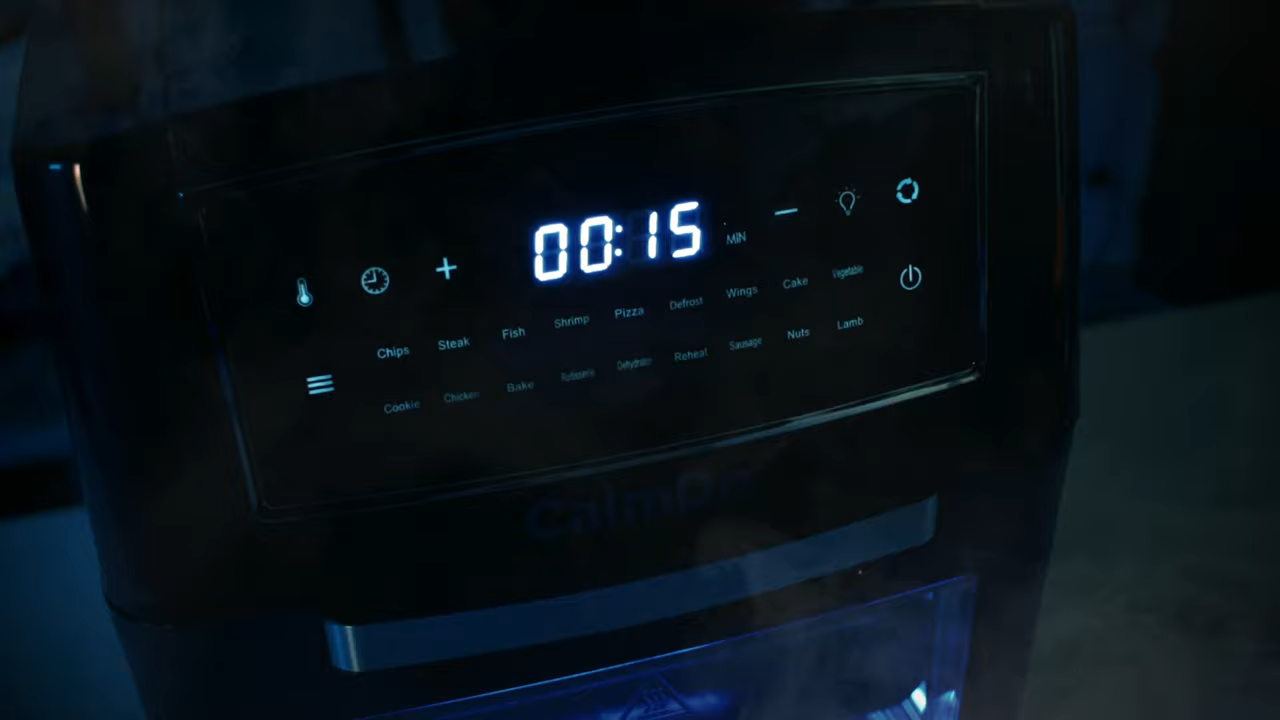 00:15
MIN
Chips Steak Fish Shrimp Pizza Defrost Wings Cake Vegetable
Cookie Chicken Bake Rotisserie Dehydrator Reheat Sausage Nuts Lamb